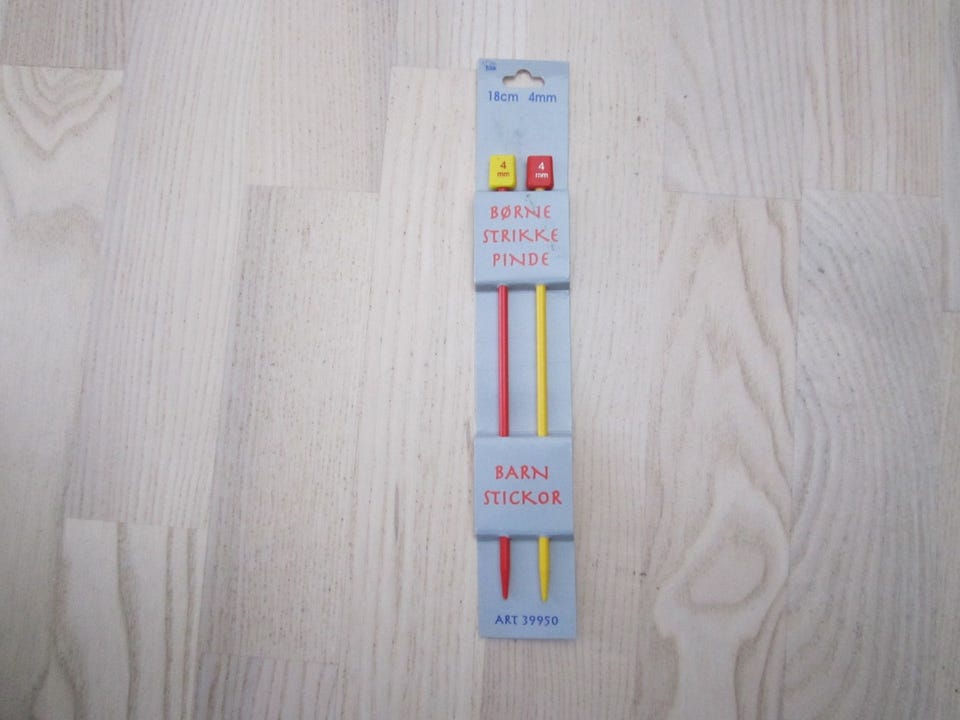 18cm 4mm
4 4
mm mm
BØRNE
STRIKKE
PINDE
BARN
STICKOR
ART 39950